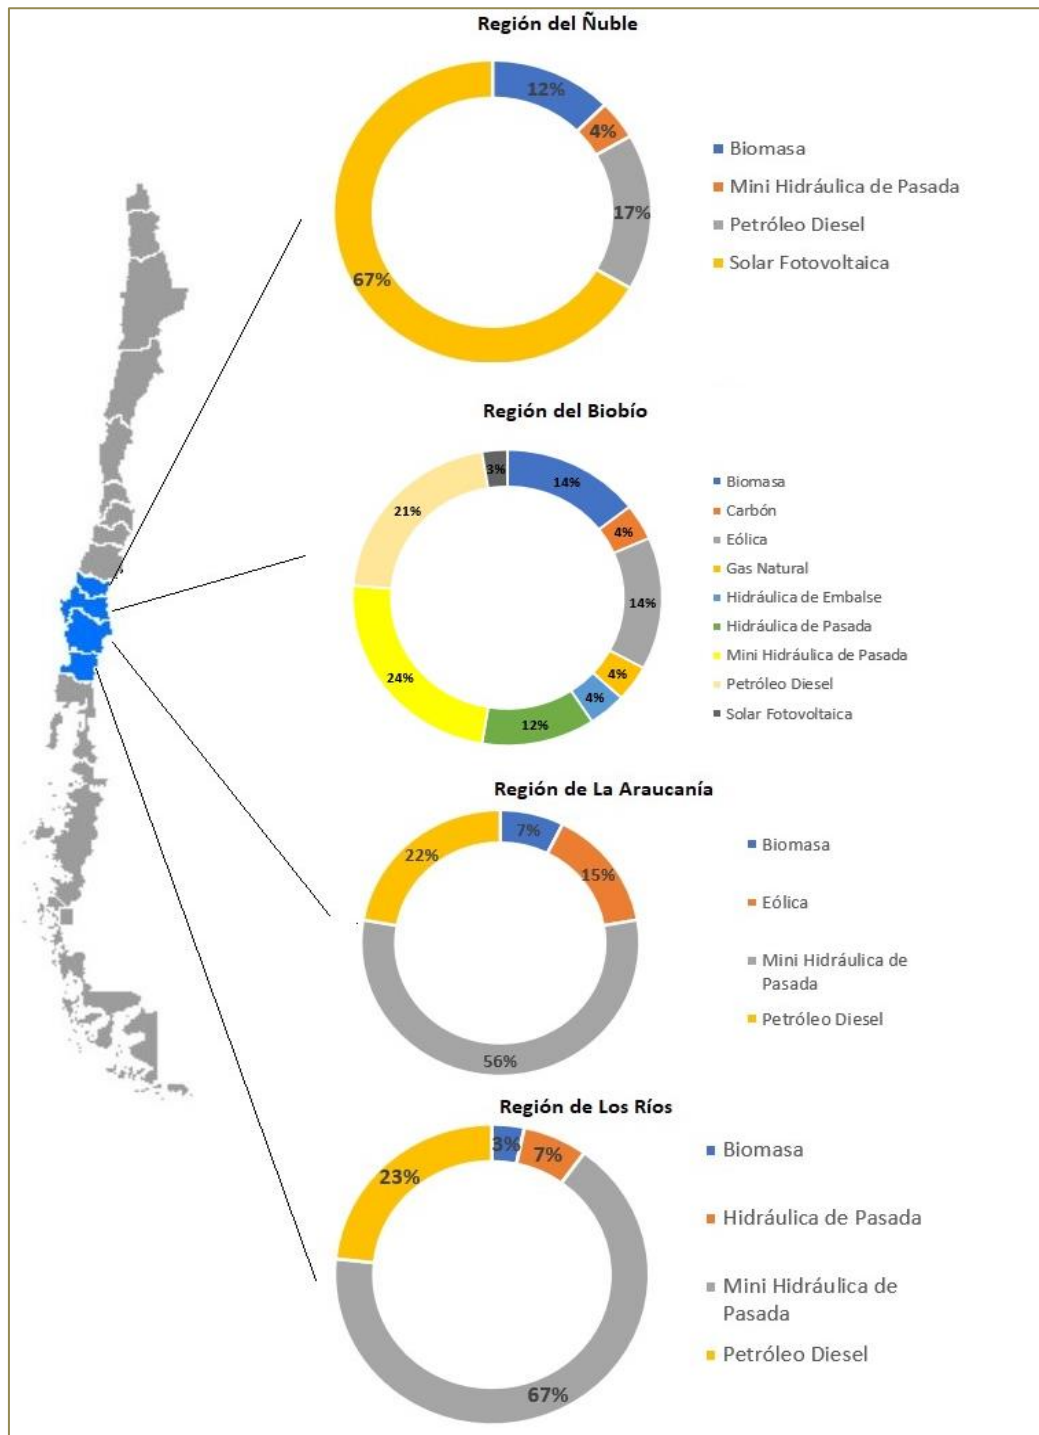 Región del Ñuble
12%
4%
17%
67%
Biomasa
Mini Hidráulica de Pasada
Petróleo Diesel
Solar Fotovoltaica
Región del Biobío
14%
4%
14%
4%
4%
12%
24%
21%
3%
Biomasa
Carbón
Eólica
Gas Natural
Hidráulica de Embalse
Hidráulica de Pasada
Mini Hidráulica de Pasada
Petróleo Diesel
Solar Fotovoltaica
Región de La Araucanía
7%
15%
56%
22%
Biomasa
Eólica
Mini Hidráulica de
Pasada
Petróleo Diesel
Región de Los Ríos
3%
7%
67%
23%
Biomasa
Hidráulica de Pasada
Mini Hidráulica de
Pasada
Petróleo Diesel